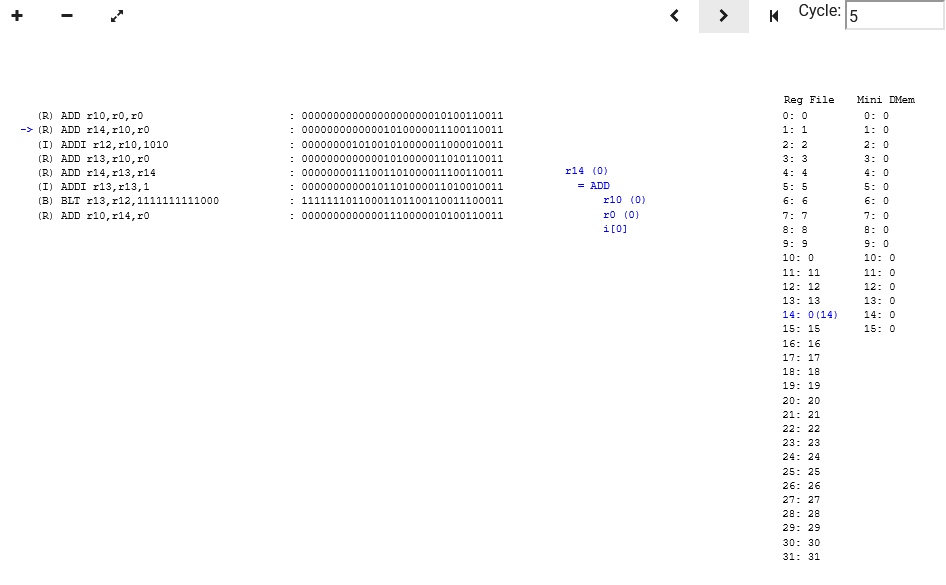 Cycle: 5
(R) ADD r10,r0,r0 : 00000000000000000000010100110011
-> (R) ADD r14,r10,r0 : 00000000000001010000011100110011
(I) ADDI r12,r10,1010 : 00000000101001010000011000010011
(R) ADD r13,r10,r0 : 00000000000001010000011010110011
(R) ADD r14,r13,r14 : 00000000111001101000011100110011
(I) ADDI r13,r13,1 : 00000000000101101000011010010011
(B) BLT r13,r12,1111111111000 : 11111110110001101100110011100011
(R) ADD r10,r14,r0 : 00000000000001110000010100110011
r14 (0)
= ADD
r10 (0)
r0 (0)
i[0]
Reg File Mini DMem
0: 0 0: 0
1: 1 1: 0
2: 2 2: 0
3: 3 3: 0
4: 4 4: 0
5: 5 5: 0
6: 6 6: 0
7: 7 7: 0
8: 8 8: 0
9: 9 9: 0
10: 0 10: 0
11: 11 11: 0
12: 12 12: 0
13: 13 13: 0
14: 0(14) 14: 0
15: 15 15: 0
16: 16
17: 17
18: 18
19: 19
20: 20
21: 21
22: 22
23: 23
24: 24
25: 25
26: 26
27: 27
28: 28
29: 29
30: 30
31: 31